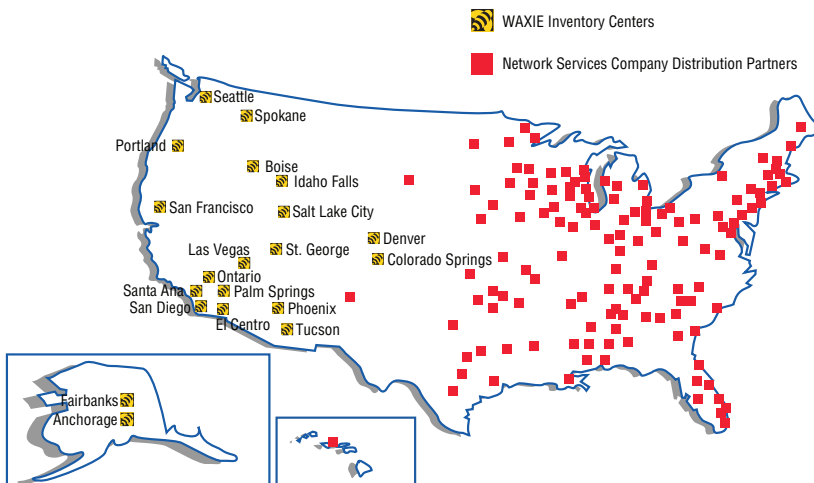 WAXIE Inventory Centers
Network Services Company Distribution Partners
Seattle
Spokane
Portland
Boise
Idaho Falls
San Francisco
Salt Lake City
Denver
Las Vegas
St. George
Colorado Springs
Ontario
Santa Ana
Palm Springs
San Diego
Phoenix
El Centro
Tucson
Fairbanks
Anchorage